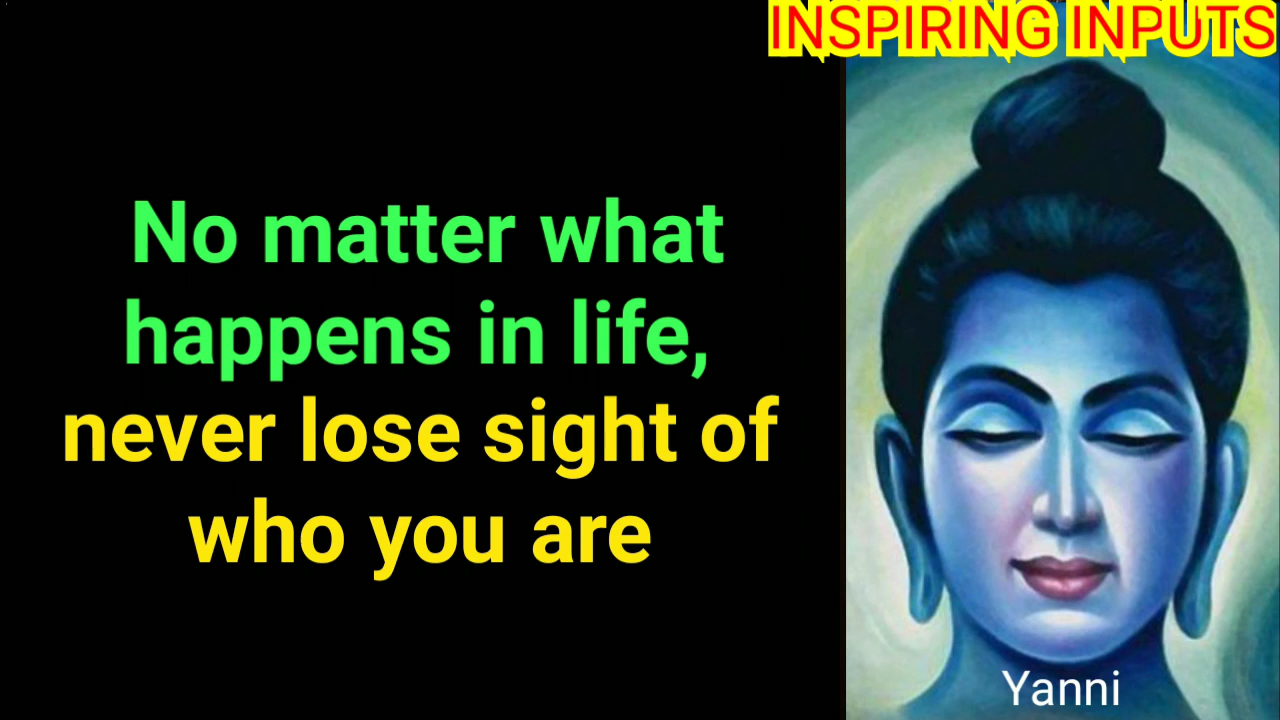 INSPIRING INPUTS
No matter what
happens in life,
never lose sight of
who you are
Yanni